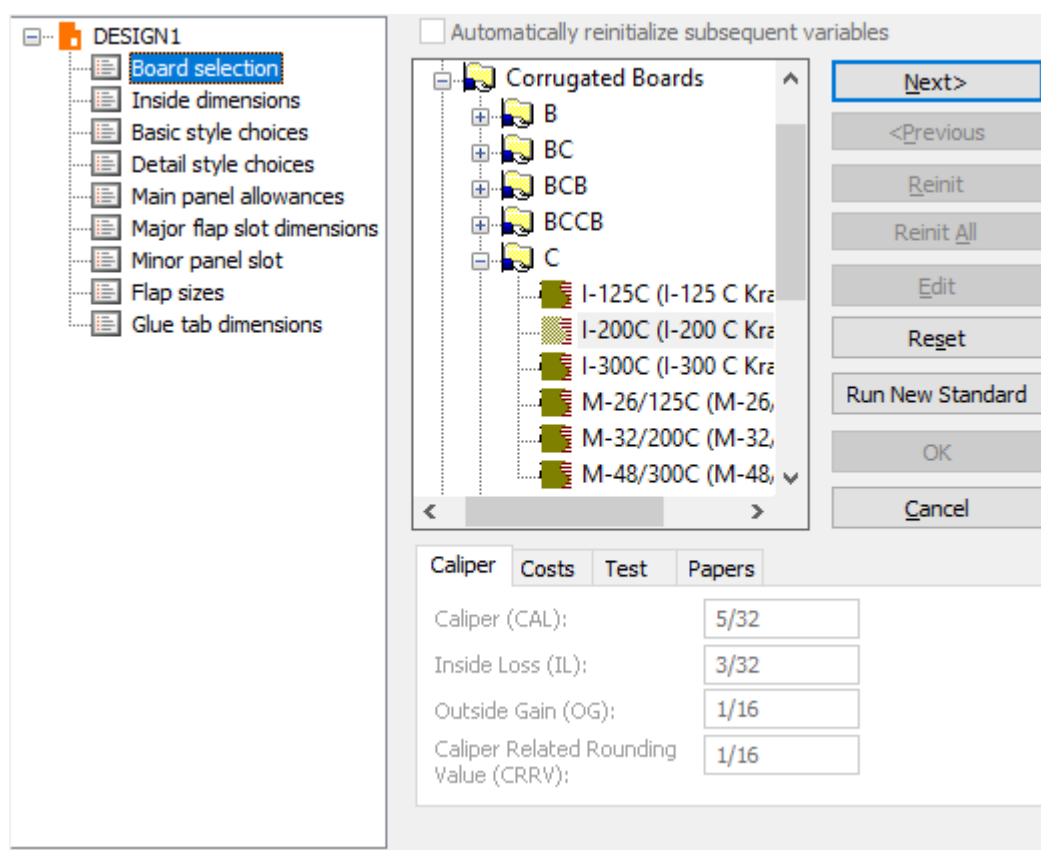 DESIGN1
Board selection
Inside dimensions
Basic style choices
Detail style choices
Main panel allowances
Major flap slot dimensions
Minor panel slot
Flap sizes
Glue tab dimensions
Automatically reinitialize subsequent variables
Corrugated Boards
B
BC
BCB
BCCB
C
I-125C (I-125 C Kra
I-200C (I-200 C Kra
I-300C (I-300 C Kra
M-26/125C (M-26,
M-32/200C (M-32,
M-48/300C (M-48,
Next>
<Previous
Reinit
Reinit All
Edit
Reset
Run New Standard
OK
Cancel
Caliper Costs Test Papers
Caliper (CAL): 5/32
Inside Loss (IL): 3/32
Outside Gain (OG): 1/16
Caliper Related Rounding
Value (CRRV): 1/16